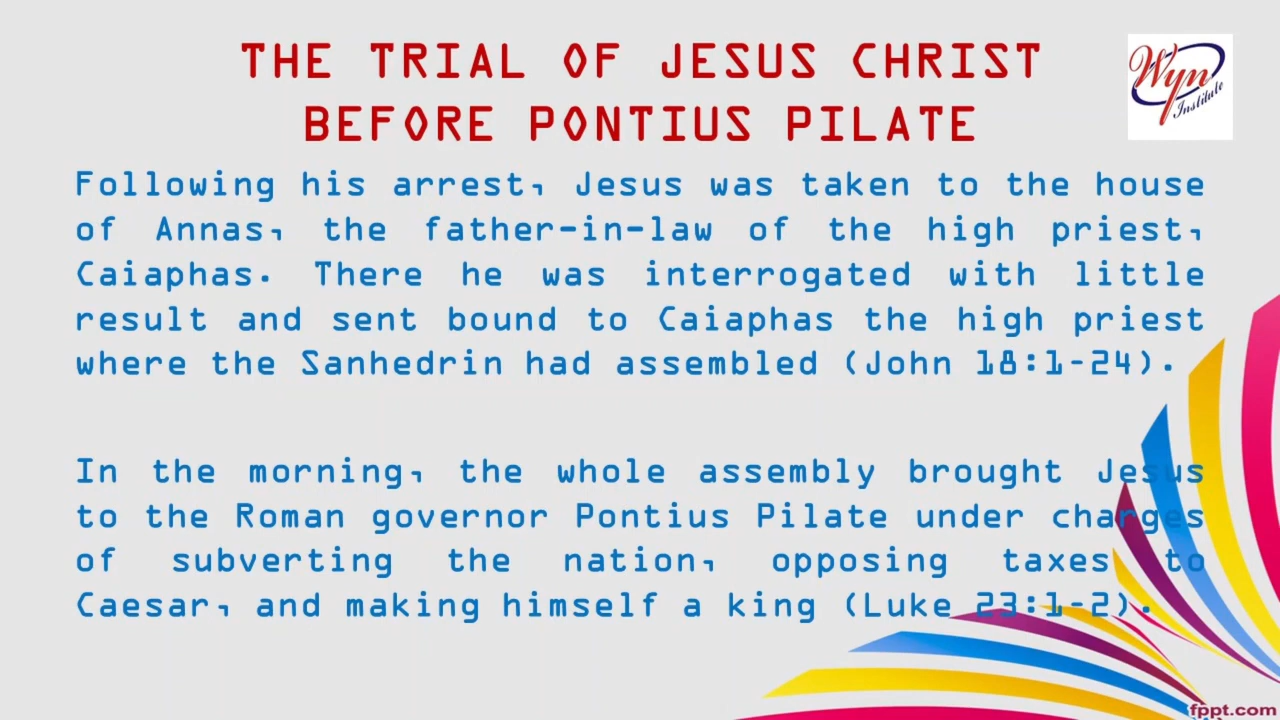 THE TRIAL OF JESUS CHRIST
BEFORE PONTIUS PILATE
Wyn
Institute
Following his arrest, Jesus was taken to the house
of Annas, the father-in-law of the high priest,
Caiaphas. There he was interrogated with little
result and sent bound to Caiaphas the high priest
where the Sanhedrin had assembled (John 18:1-24).
In the morning, the whole assembly brought Jesus
to the Roman governor Pontius Pilate under charges
of subverting the nation, opposing taxes to
Caesar, and making himself a king (Luke 23:1-2).
fppt.com